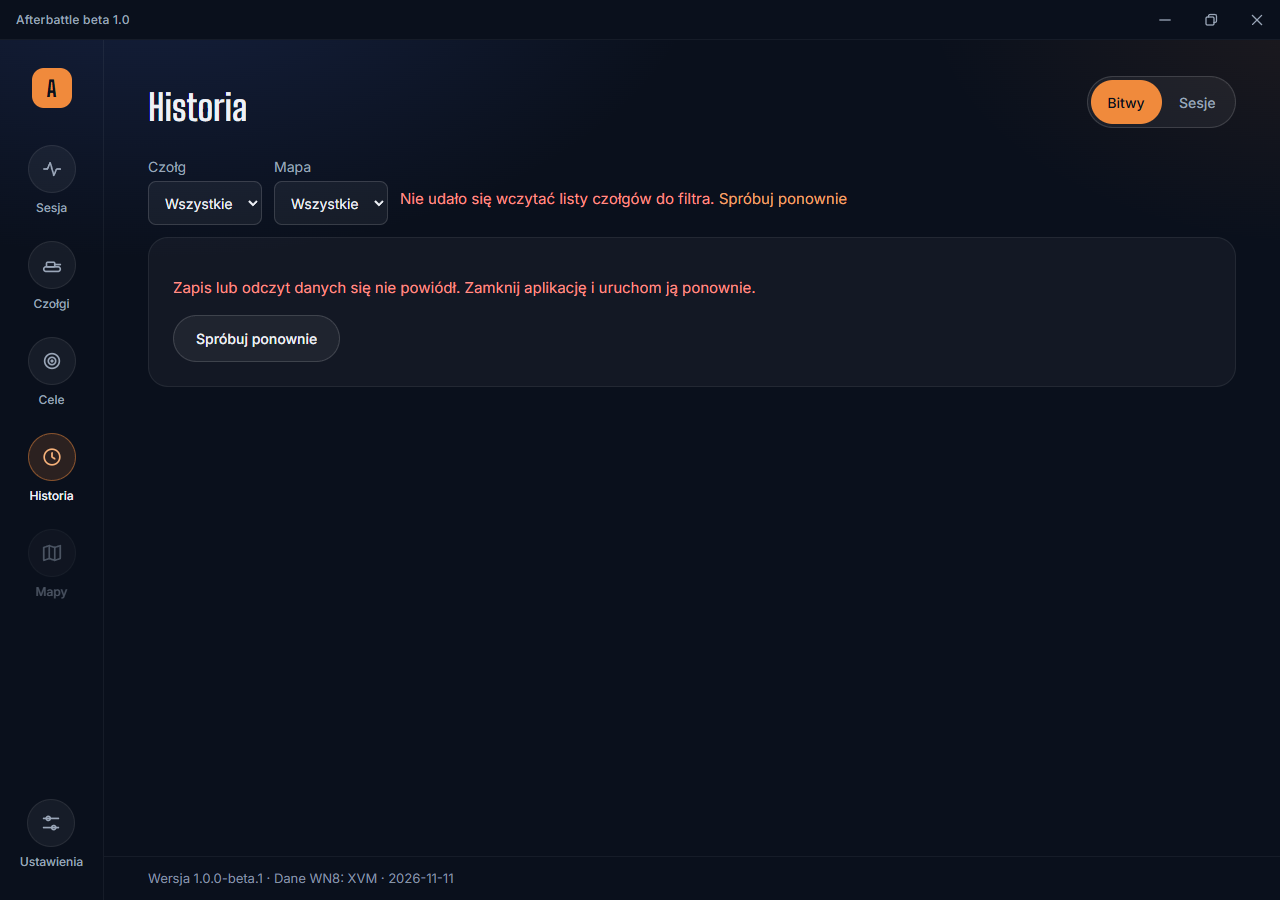 Afterbattle beta 1.0
A
Historia
Bitwy
Sesje
Sesja
Czołgi
Cele
Historia
Mapy
Ustawienia
Czołg
Mapa
Wszystkie
Wszystkie
Nie udało się wczytać listy czołgów do filtra. Spróbuj ponownie
Zapis lub odczyt danych się nie powiódł. Zamknij aplikację i uruchom ją ponownie.
Spróbuj ponownie
Wersja 1.0.0-beta.1 · Dane WN8: XVM · 2026-11-11